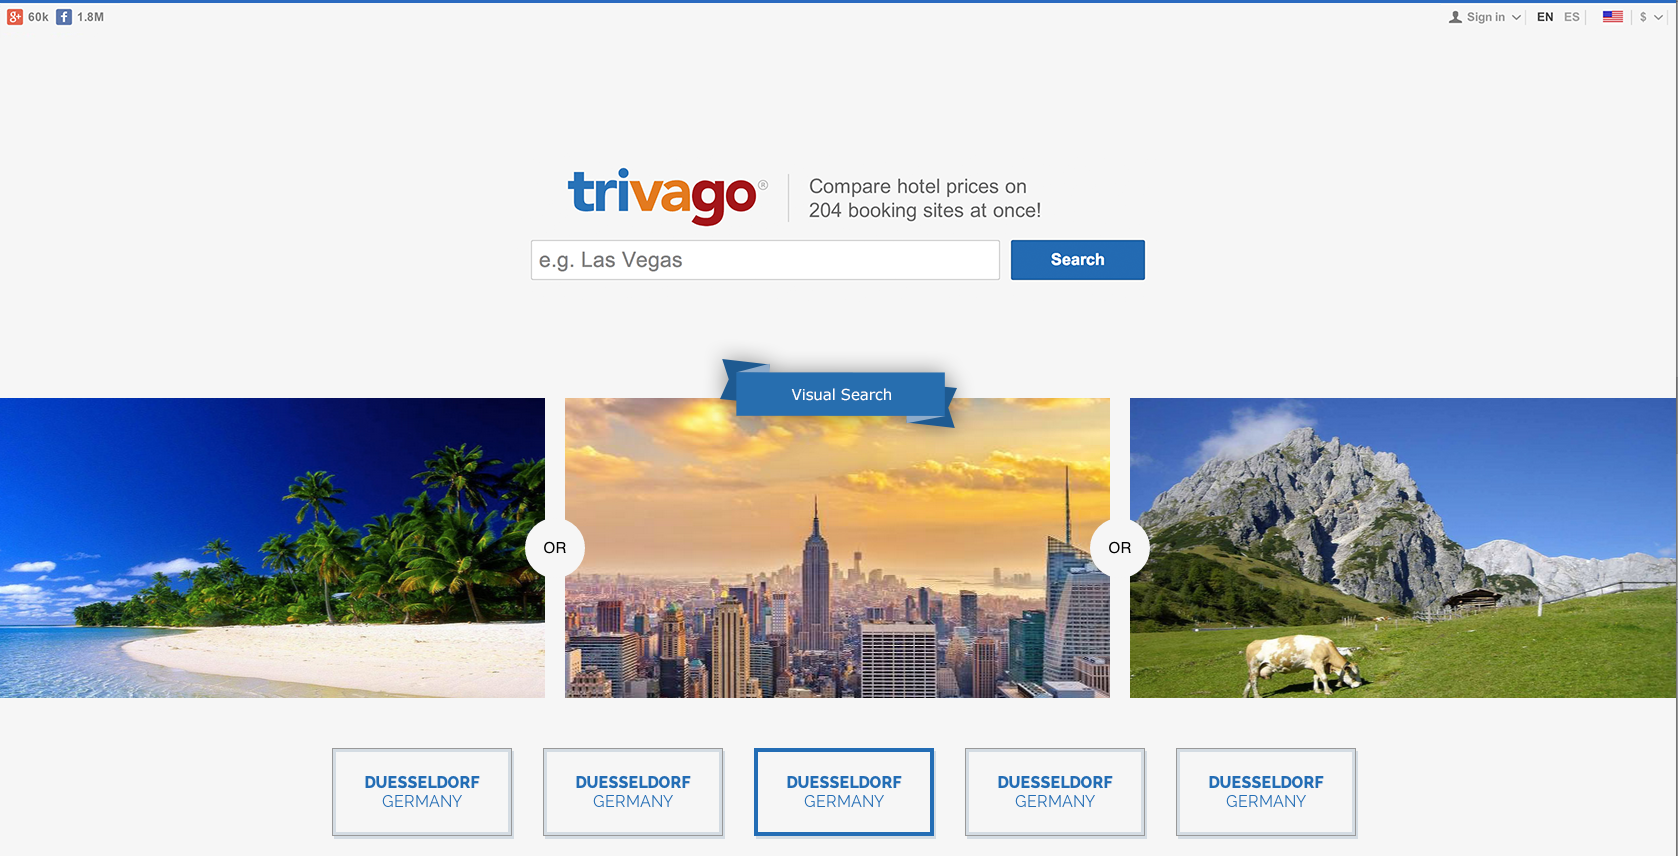 60k 1.8M
Sign in EN ES $
trivago®
Compare hotel prices on
204 booking sites at once!
e.g. Las Vegas
Search
Visual Search
OR
OR
DUESSELDORF
GERMANY
DUESSELDORF
GERMANY
DUESSELDORF
GERMANY
DUESSELDORF
GERMANY
DUESSELDORF
GERMANY